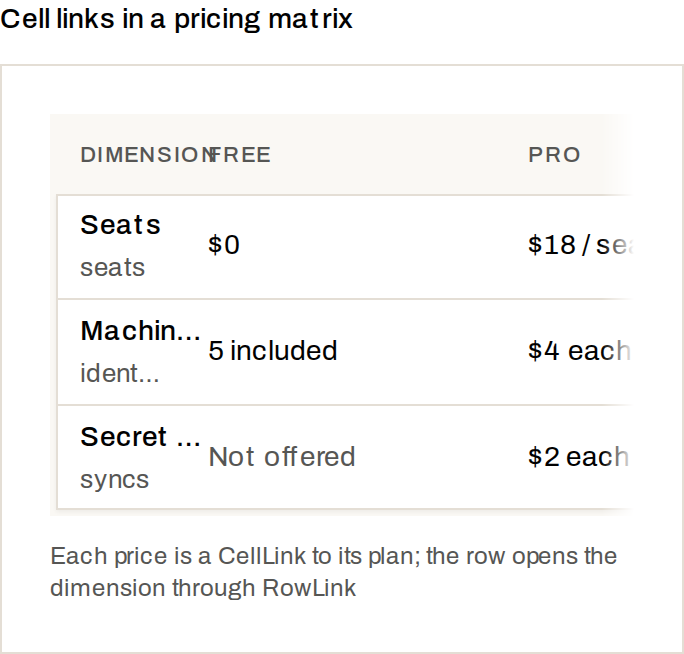 Cell links in a pricing matrix
DIMENSION FREE PRO
Seats
seats
$0
$18 / sea
Machin...
ident...
5 included
$4 each
Secret ...
syncs
Not offered
$2 each
Each price is a CellLink to its plan; the row opens the
dimension through RowLink